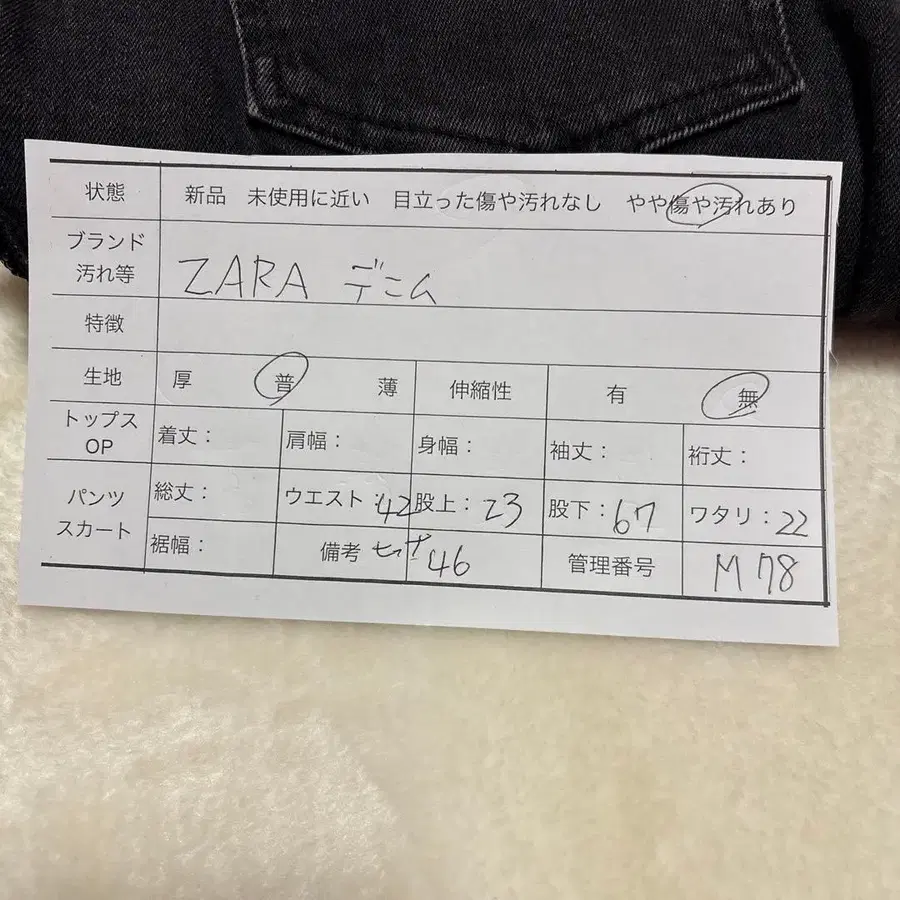 状態 新品 未使用に近い 目立った傷や汚れなし やや傷や汚れあり
ブランド
汚れ等 ZARA デニム
特徴
生地 厚 普 薄 伸縮性 有 無
トップス
OP 着丈： 肩幅： 身幅： 袖丈： 裄丈：
パンツ
スカート 総丈： ウエスト：42 股上：23 股下：67 ワタリ：22
裾幅： 備考 ヒップ 46 管理番号 M78